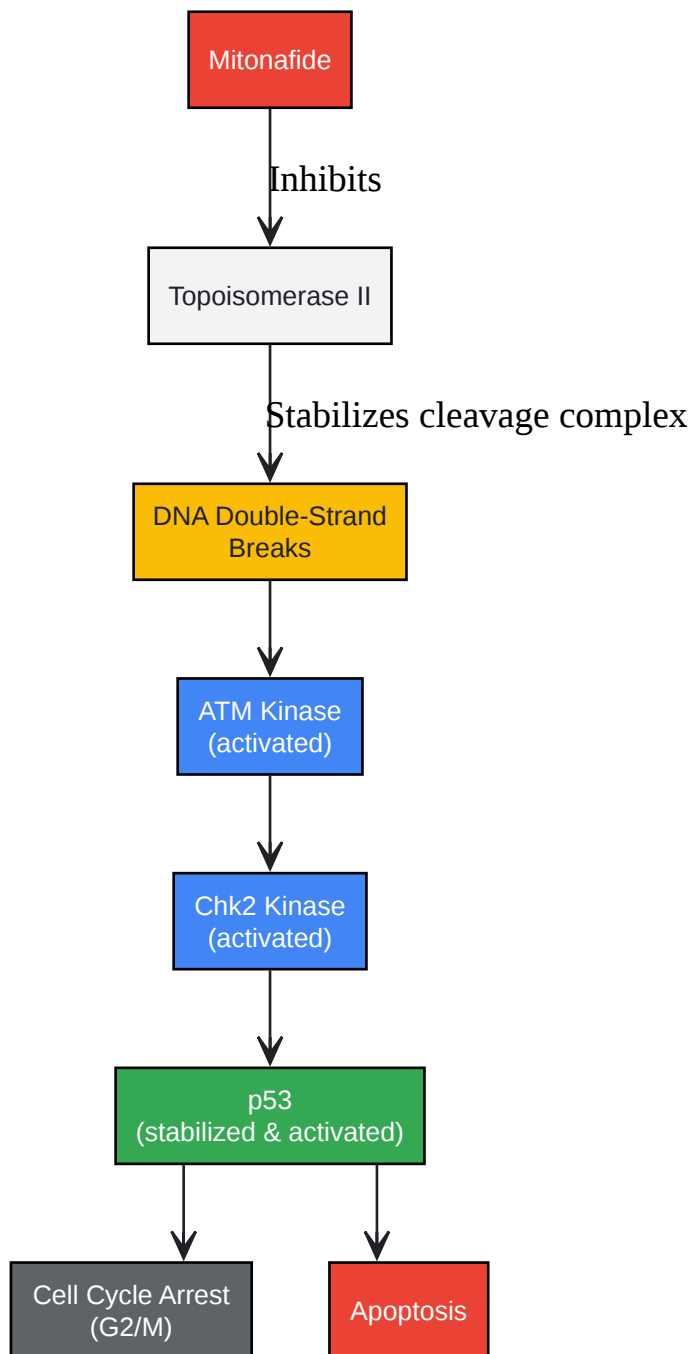 Mitonafide
Inhibits
Topoisomerase II
Stabilizes cleavage complex
DNA Double-Strand
Breaks
ATM Kinase
(activated)
Chk2 Kinase
(activated)
p53
(stabilized & activated)
Cell Cycle Arrest
(G2/M)
Apoptosis